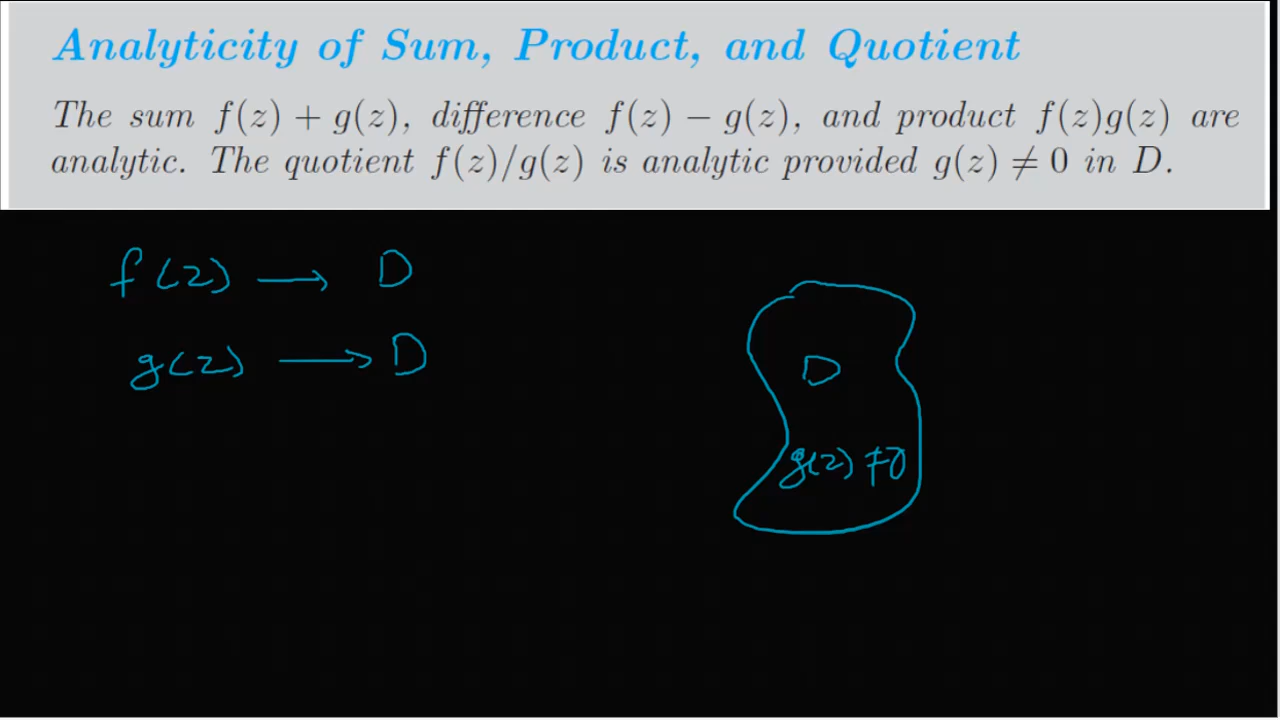 Analyticity of Sum, Product, and Quotient
The sum f(z) + g(z), difference f(z) − g(z), and product f(z)g(z) are
analytic. The quotient f(z)/g(z) is analytic provided g(z) ≠ 0 in D.
f(z) → D
g(z) → D
D
g(z) ≠ 0